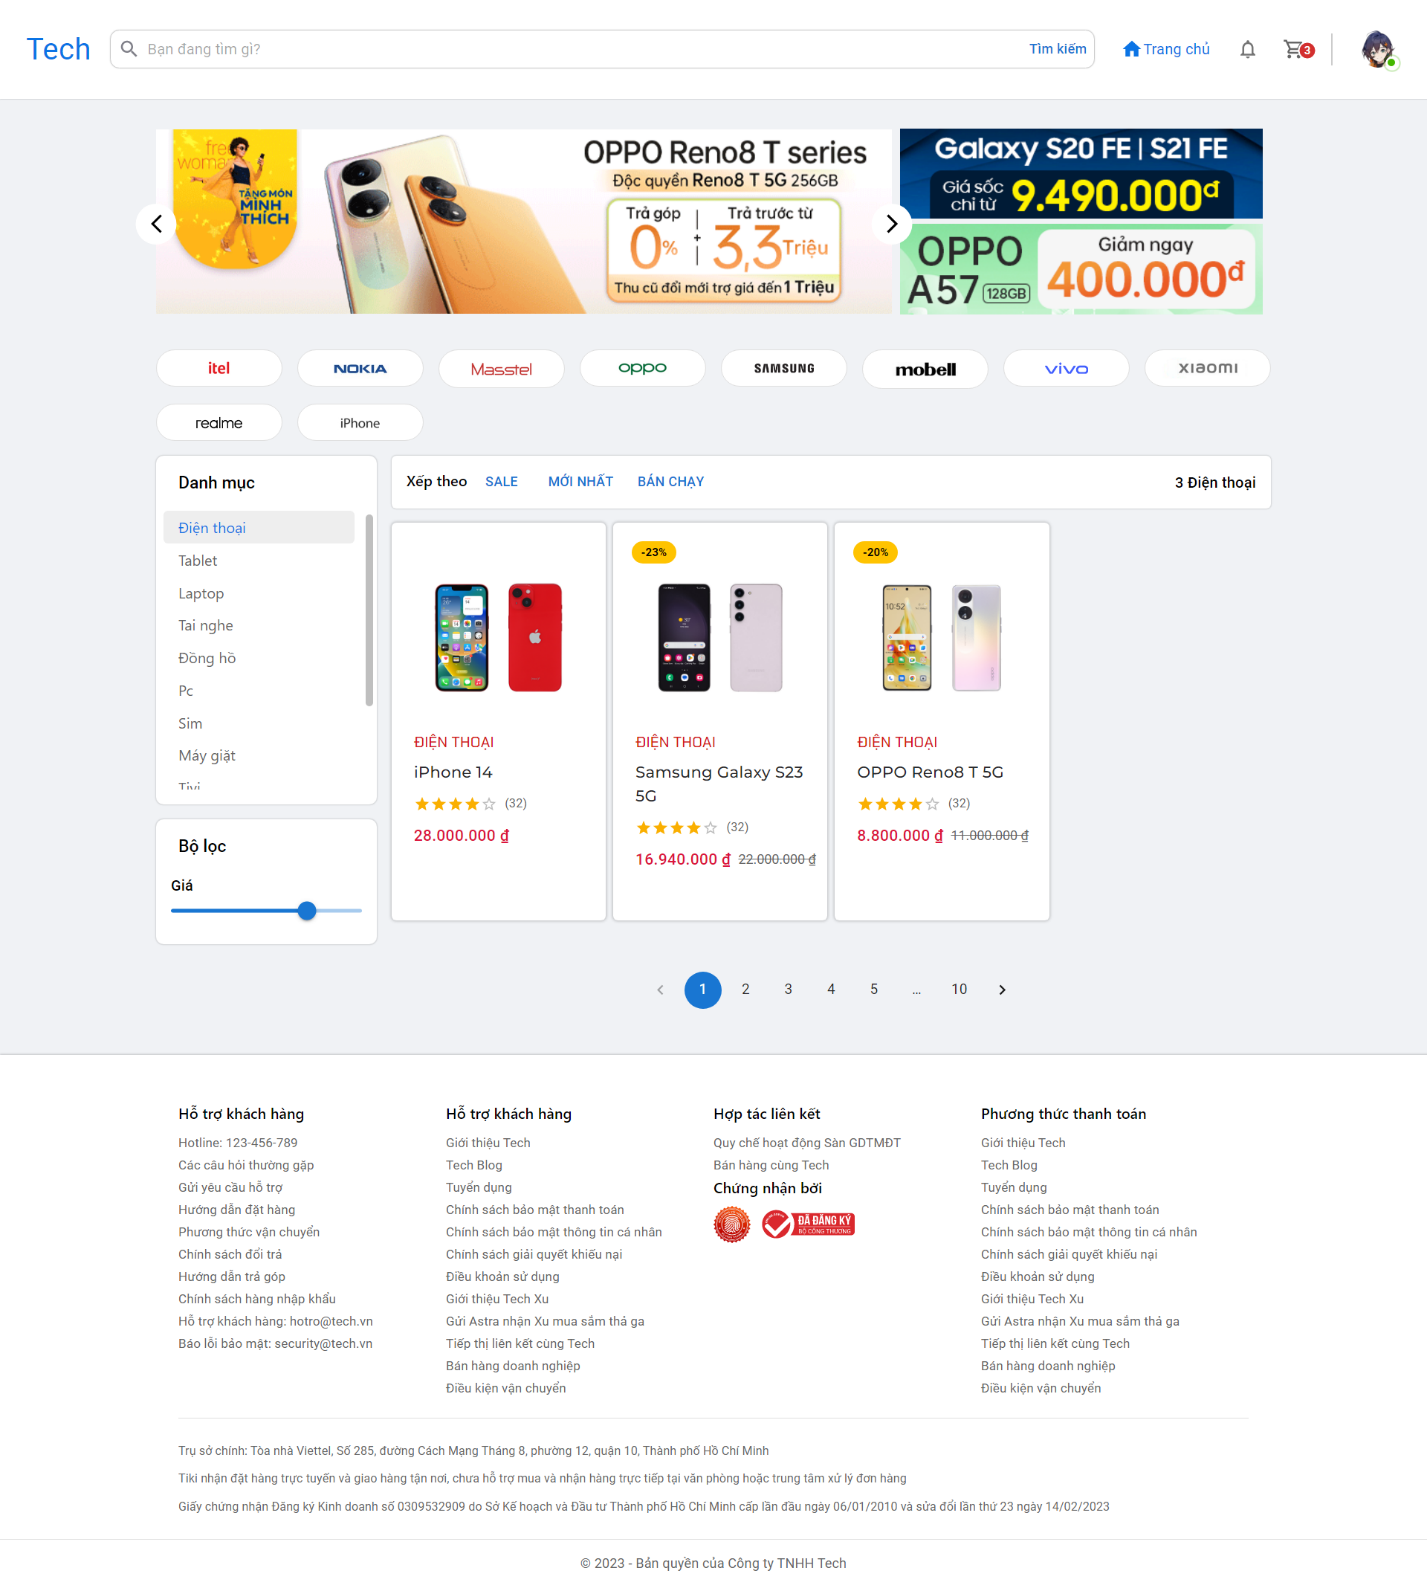 Tech
Bạn đang tìm gì?
Tìm kiếm
Trang chủ
3
free
woman
TẶNG MÓN
MÌNH
THÍCH
OPPO Reno8 T series
Độc quyền Reno8 T 5G 256GB
Trả góp
0%
+
Trả trước từ
3,3Triệu
Thu cũ đổi mới trợ giá đến 1 Triệu
Galaxy S20 FE | S21 FE
Giá sốc
chỉ từ
9.490.000đ
OPPO
A57 128GB
Giảm ngay
400.000đ
itel
NOKIA
Masstel
oppo
SAMSUNG
mobell
vivo
XIAOMI
realme
iPhone
Danh mục
Điện thoại
Tablet
Laptop
Tai nghe
Đồng hồ
Pc
Sim
Máy giặt
Tivi
Bộ lọc
Giá
Xếp theo
SALE
MỚI NHẤT
BÁN CHẠY
3 Điện thoại
ĐIỆN THOẠI
iPhone 14
(32)
28.000.000 ₫
-23%
ĐIỆN THOẠI
Samsung Galaxy S23
5G
(32)
16.940.000 ₫ 22.000.000 ₫
-20%
10:52
ĐIỆN THOẠI
OPPO Reno8 T 5G
(32)
8.800.000 ₫ 11.000.000 ₫
1 2 3 4 5 ... 10
Hỗ trợ khách hàng
Hotline: 123-456-789
Các câu hỏi thường gặp
Gửi yêu cầu hỗ trợ
Hướng dẫn đặt hàng
Phương thức vận chuyển
Chính sách đổi trả
Hướng dẫn trả góp
Chính sách hàng nhập khẩu
Hỗ trợ khách hàng: hotro@tech.vn
Báo lỗi bảo mật: security@tech.vn
Hỗ trợ khách hàng
Giới thiệu Tech
Tech Blog
Tuyển dụng
Chính sách bảo mật thanh toán
Chính sách bảo mật thông tin cá nhân
Chính sách giải quyết khiếu nại
Điều khoản sử dụng
Giới thiệu Tech Xu
Gửi Astra nhận Xu mua sắm thả ga
Tiếp thị liên kết cùng Tech
Bán hàng doanh nghiệp
Điều kiện vận chuyển
Hợp tác liên kết
Quy chế hoạt động Sàn GDTMĐT
Bán hàng cùng Tech
Chứng nhận bởi
ĐÃ ĐĂNG KÝ
BỘ CÔNG THƯƠNG
Phương thức thanh toán
Giới thiệu Tech
Tech Blog
Tuyển dụng
Chính sách bảo mật thanh toán
Chính sách bảo mật thông tin cá nhân
Chính sách giải quyết khiếu nại
Điều khoản sử dụng
Giới thiệu Tech Xu
Gửi Astra nhận Xu mua sắm thả ga
Tiếp thị liên kết cùng Tech
Bán hàng doanh nghiệp
Điều kiện vận chuyển
Trụ sở chính: Tòa nhà Viettel, Số 285, đường Cách Mạng Tháng 8, phường 12, quận 10, Thành phố Hồ Chí Minh
Tiki nhận đặt hàng trực tuyến và giao hàng tận nơi, chưa hỗ trợ mua và nhận hàng trực tiếp tại văn phòng hoặc trung tâm xử lý đơn hàng
Giấy chứng nhận Đăng ký Kinh doanh số 0309532909 do Sở Kế hoạch và Đầu tư Thành phố Hồ Chí Minh cấp lần đầu ngày 06/01/2010 và sửa đổi lần thứ 23 ngày 14/02/2023
© 2023 - Bản quyền của Công ty TNHH Tech